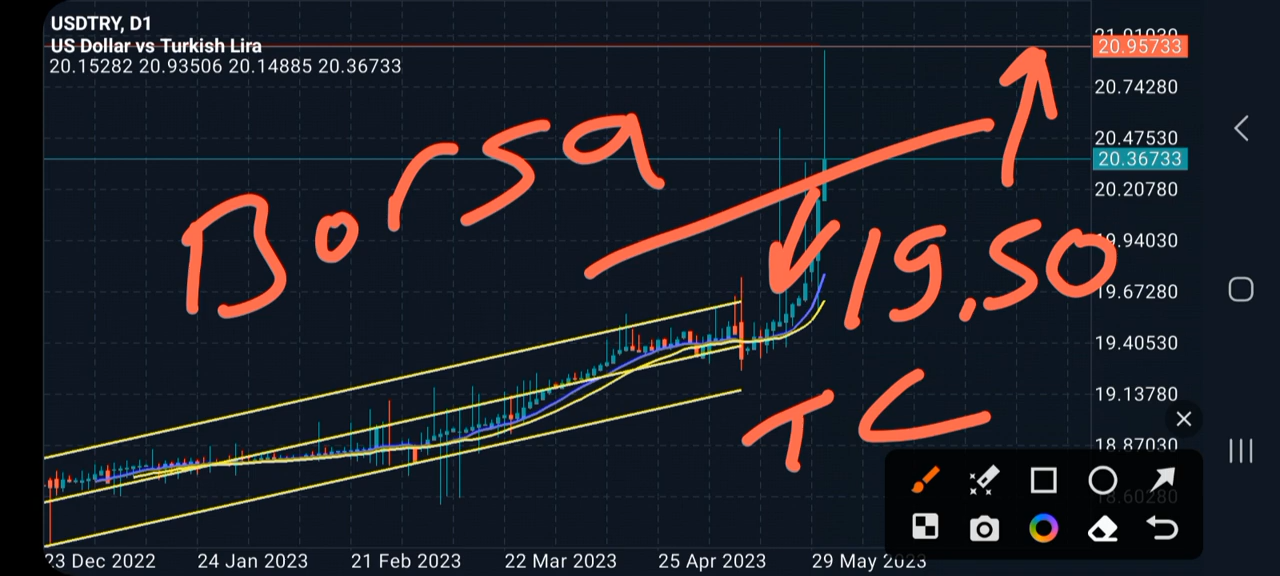 USDTRY, D1
US Dollar vs Turkish Lira
20.15282 20.93506 20.14885 20.36733
20.95733
20.74280
20.47530
20.36733
20.20780
19.94030
19.67280
19.40530
19.13780
18.87030
18.60280
Borsa
19,50
TC
23 Dec 2022 24 Jan 2023 21 Feb 2023 22 Mar 2023 25 Apr 2023 29 May 2023